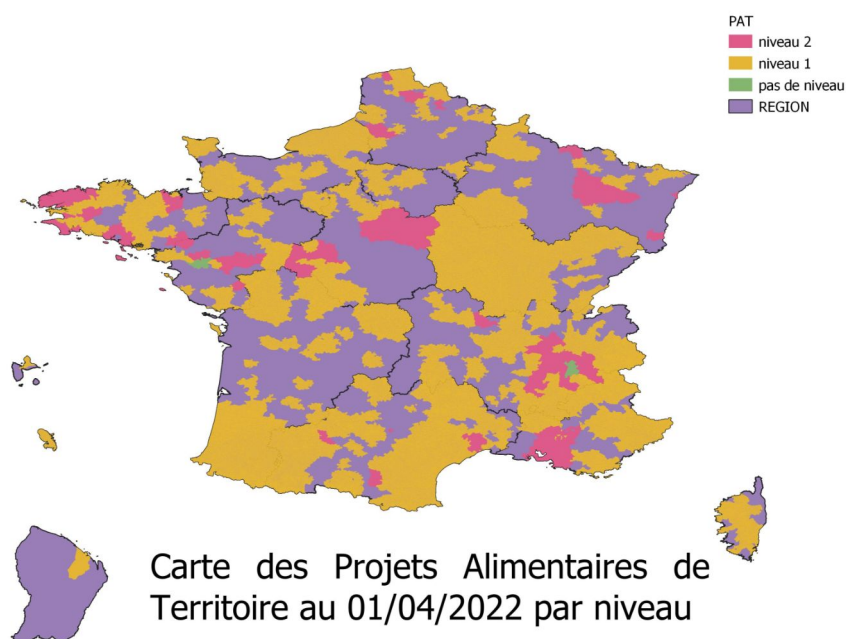 PAT
niveau 2
niveau 1
pas de niveau
REGION
Carte des Projets Alimentaires de
Territoire au 01/04/2022 par niveau